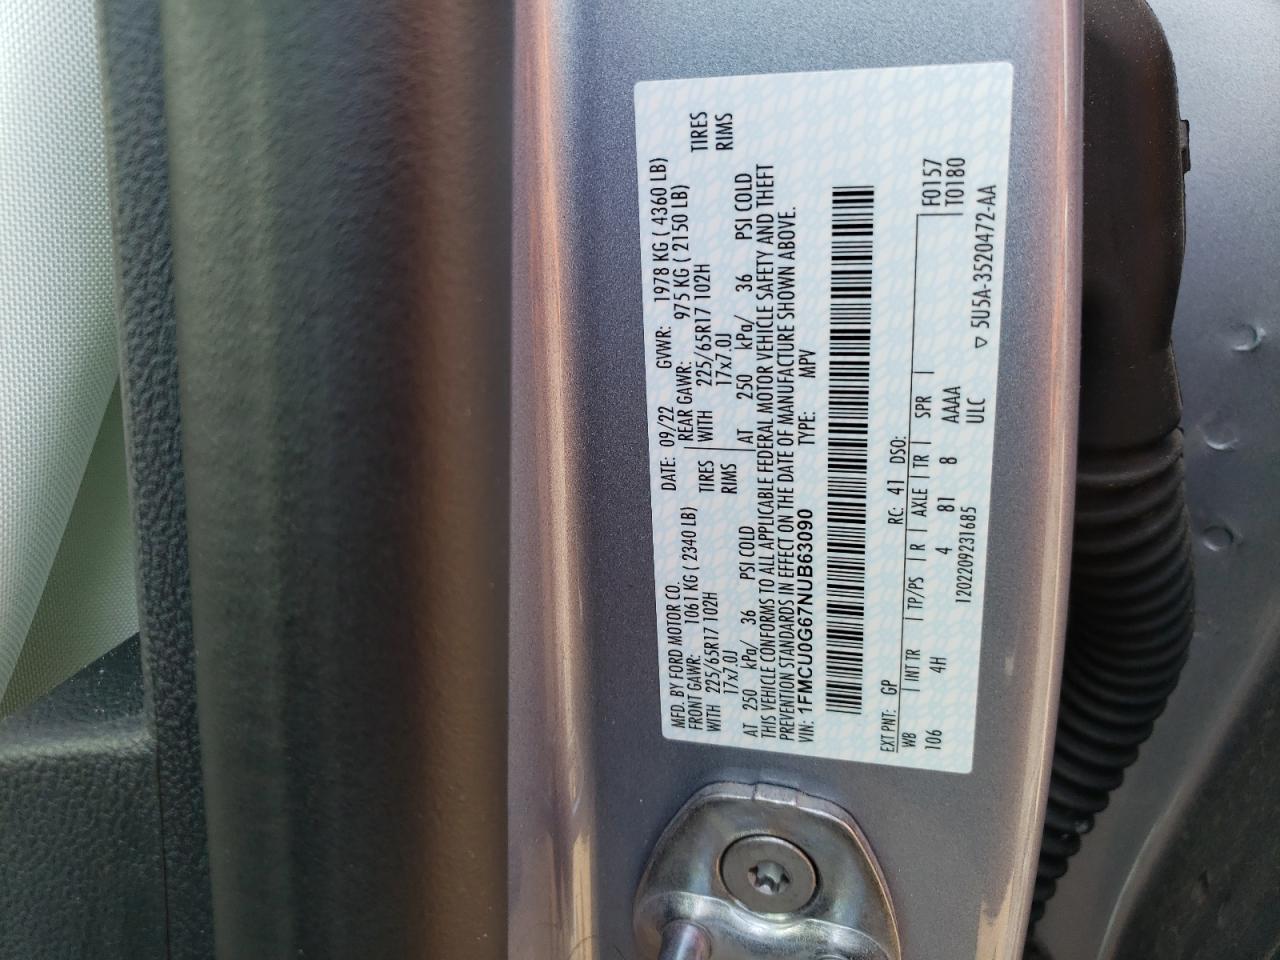 MFD. BY FORD MOTOR CO. DATE: 09/22 GVWR: 1978 KG ( 4360 LB)
FRONT GAWR: 1061 KG ( 2340 LB) REAR GAWR: 975 KG ( 2150 LB)
WITH 225/65R17 102H TIRES WITH 225/65R17 102H TIRES
17x7.0J RIMS 17x7.0J RIMS
AT 250 kPa/ 36 PSI COLD AT 250 kPa/ 36 PSI COLD
THIS VEHICLE CONFORMS TO ALL APPLICABLE FEDERAL MOTOR VEHICLE SAFETY AND THEFT
PREVENTION STANDARDS IN EFFECT ON THE DATE OF MANUFACTURE SHOWN ABOVE.
VIN: 1FMCU0G67NUB63090 TYPE: MPV
EXT PNT: GP RC: 41 DSO: F0157
WB INT TR TP/PS R AXLE TR SPR T0180
106 4H 4 81 8 AAAA
1202209231685 ULC
▽ 5U5A-3520472-AA